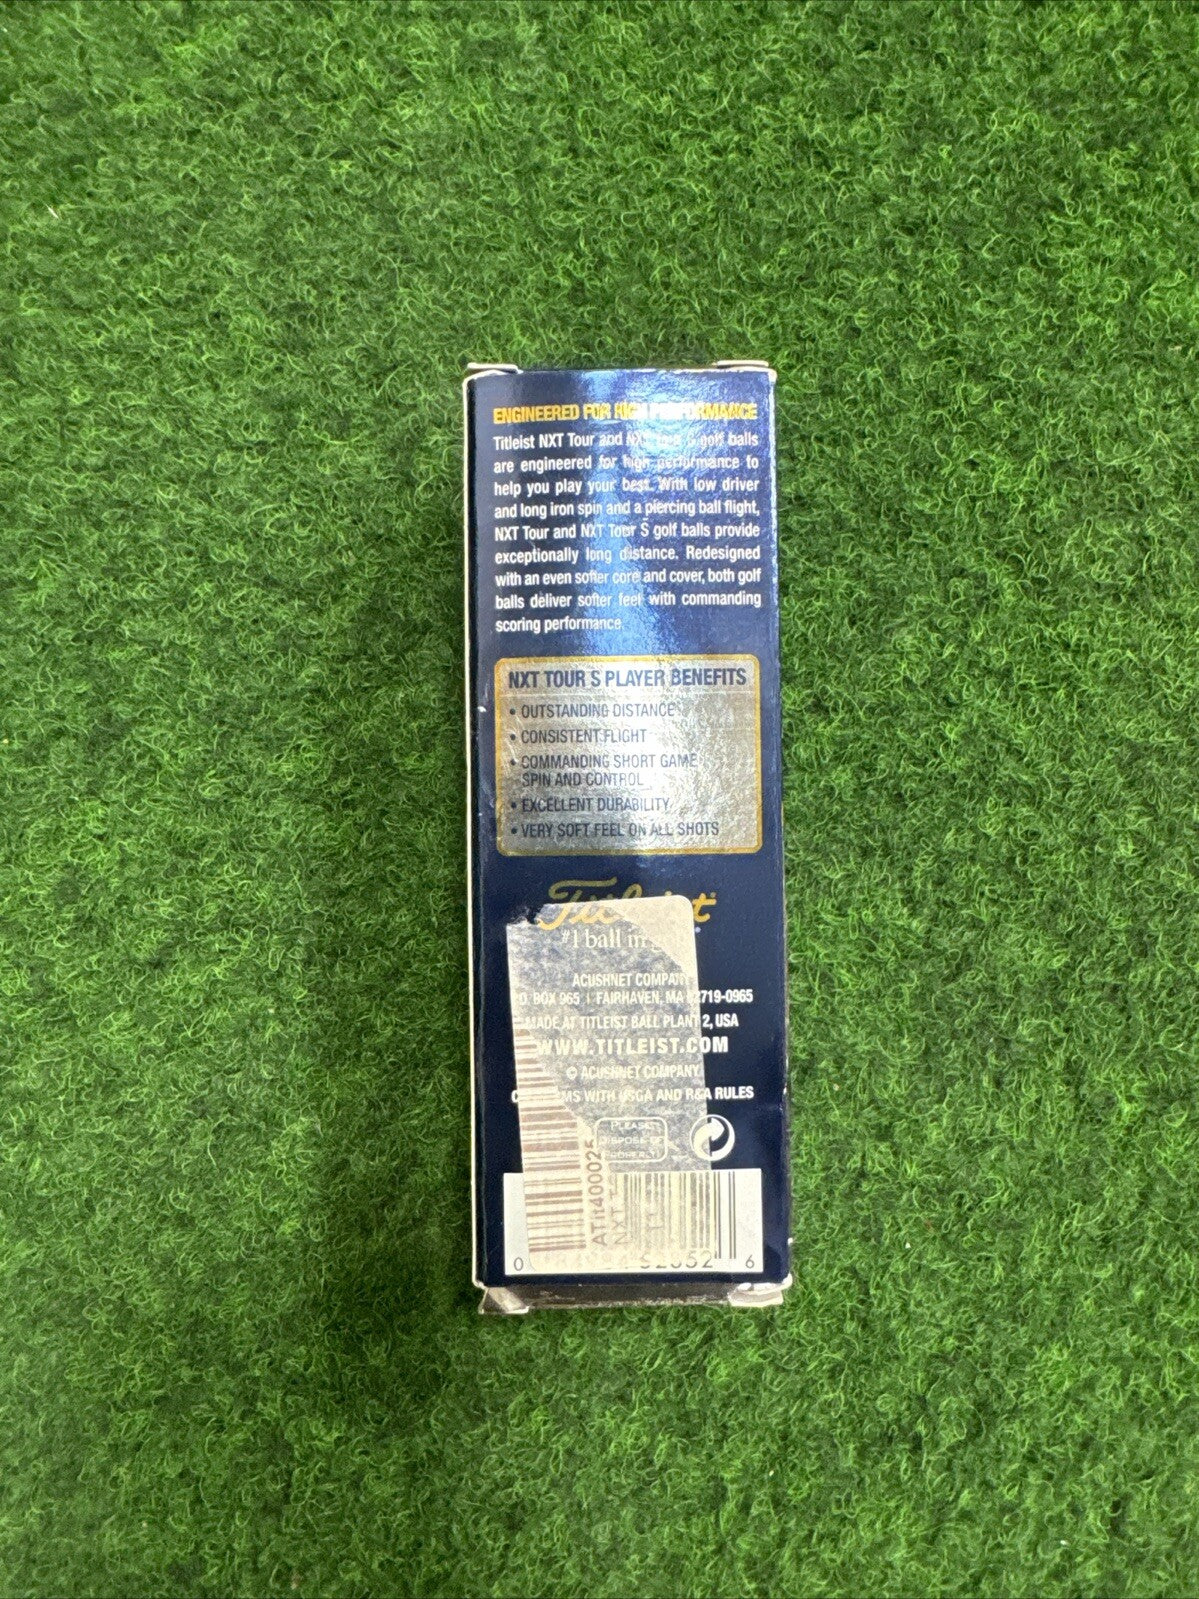 ENGINEERED FOR HIGH PERFORMANCE
Titleist NXT Tour and NXT Tour S golf balls
are engineered for high performance to
help you play your best. With low driver
and long iron spin and a piercing ball flight,
NXT Tour and NXT Tour S golf balls provide
exceptionally long distance. Redesigned
with an even softer core and cover, both golf
balls deliver softer feel with commanding
scoring performance.
NXT TOUR S PLAYER BENEFITS
• OUTSTANDING DISTANCE
• CONSISTENT FLIGHT
• COMMANDING SHORT GAME
SPIN AND CONTROL
• EXCELLENT DURABILITY
• VERY SOFT FEEL ON ALL SHOTS
Titleist
#1 ball in
ACUSHNET COMPANY
BOX 965 | FAIRHAVEN, MA 02719-0965
MADE AT TITLEIST BALL PLANT 2, USA
WWW.TITLEIST.COM
© ACUSHNET COMPANY
CONFORMS WITH USGA AND R&A RULES
PLEASE
DISPOSE OF
PROPERLY
ATit400025
NXT
0 52652 6